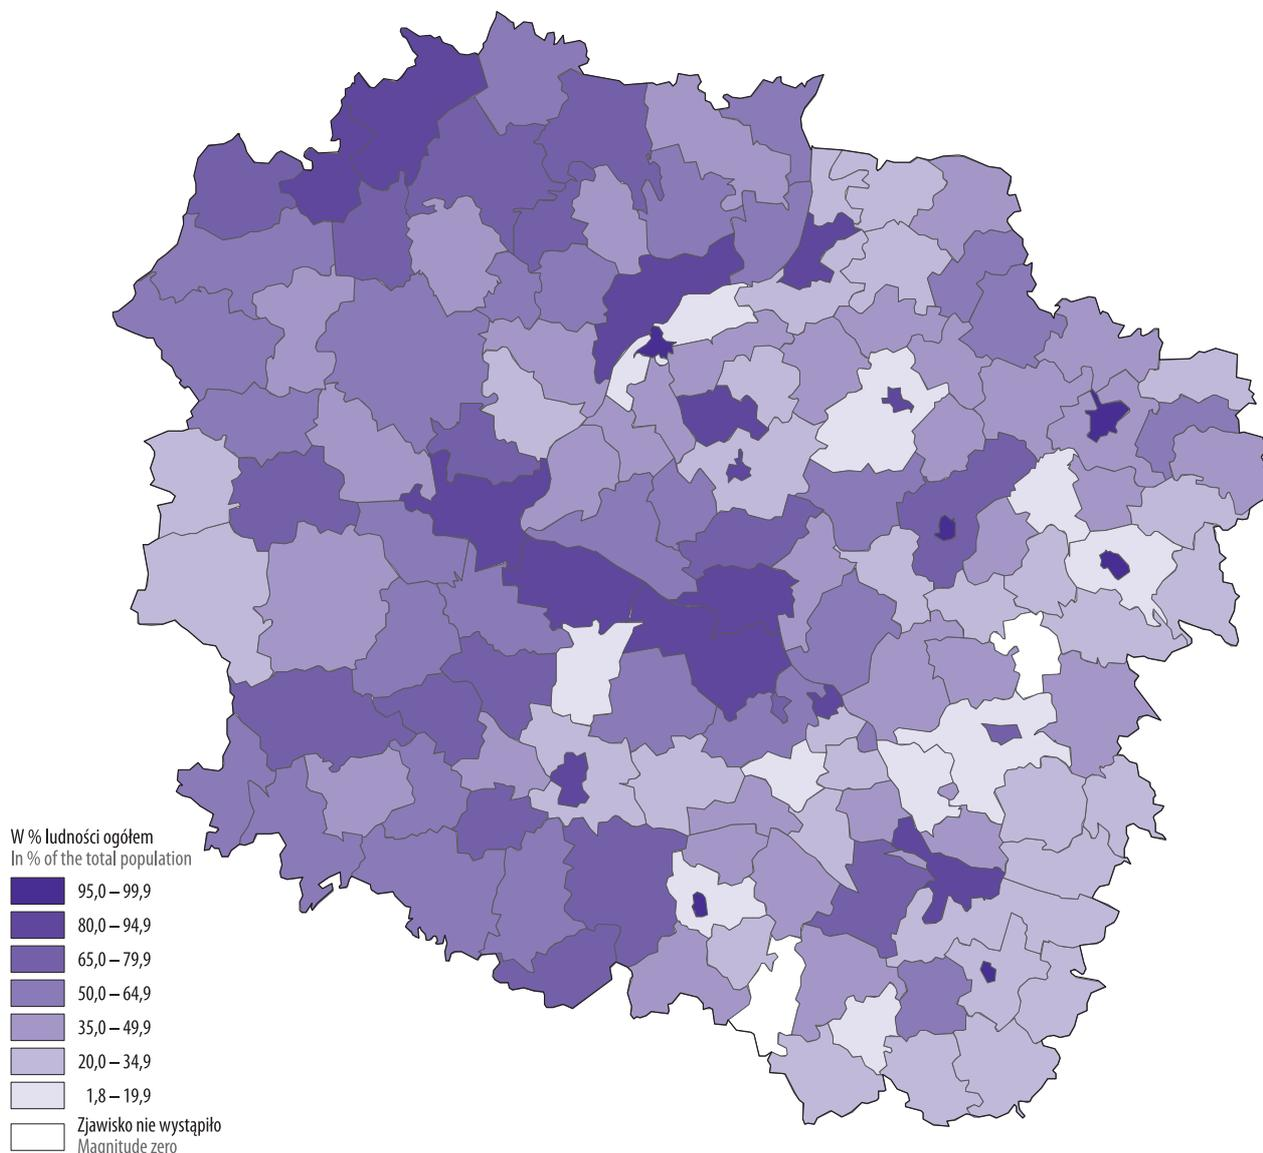 W % ludności ogółem
In % of the total population
95,0 – 99,9
80,0 – 94,9
65,0 – 79,9
50,0 – 64,9
35,0 – 49,9
20,0 – 34,9
1,8 – 19,9
Zjawisko nie wystąpiło
Magnitude zero